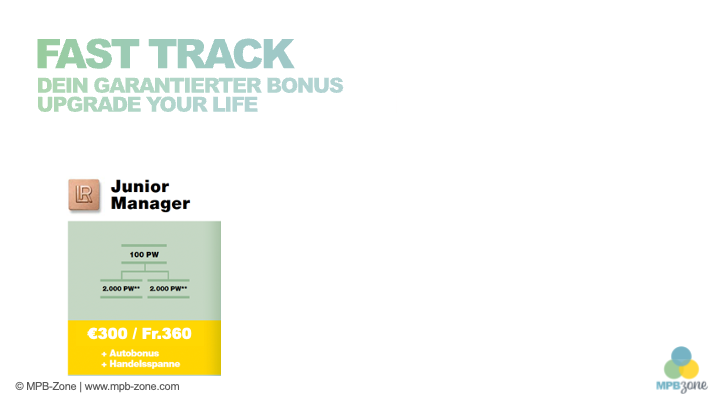 FAST TRACK
DEIN GARANTIERTER BONUS
UPGRADE YOUR LIFE
LR
Junior
Manager
100 PW
2.000 PW** 2.000 PW**
€300 / Fr.360
+ Autobonus
+ Handelsspanne
© MPB-Zone | www.mpb-zone.com
MPBzone